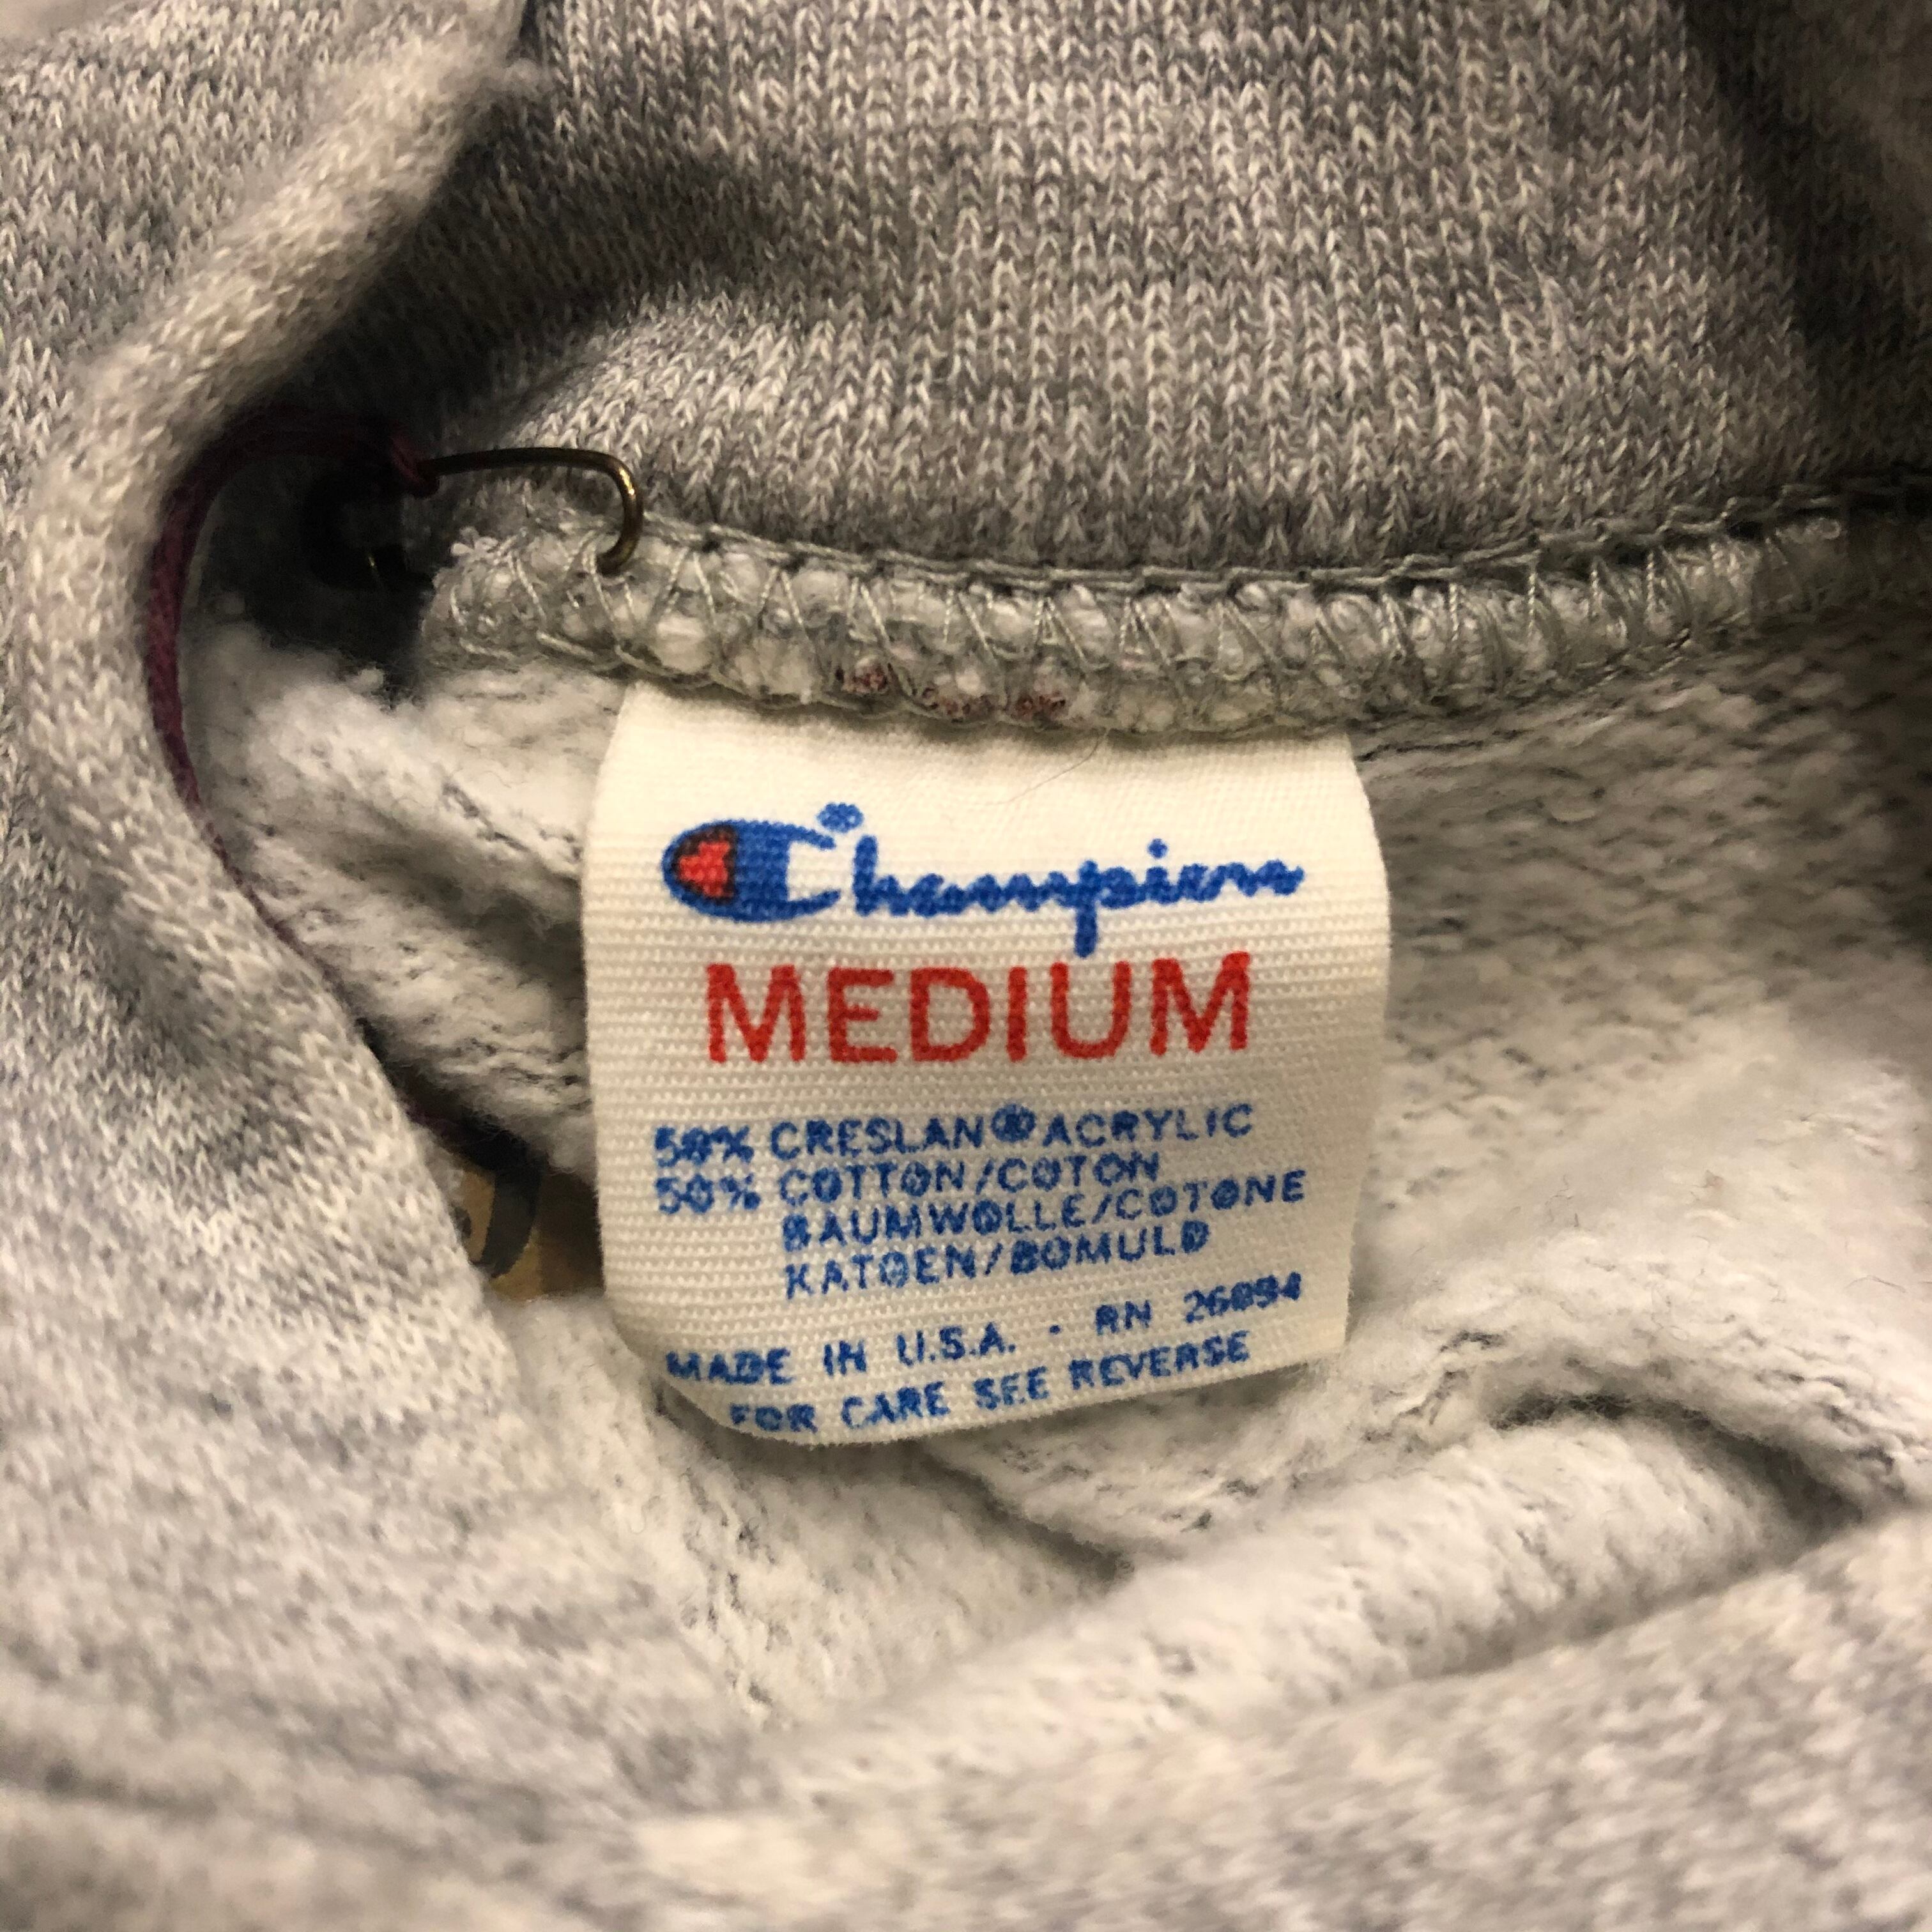 Champion®
MEDIUM
50% CRESLAN® ACRYLIC
50% COTTON/COTON
BAUMWOLLE/COTONE
KATOEN/BOMULD
MADE IN U.S.A. - RN 26094
FOR CARE SEE REVERSE